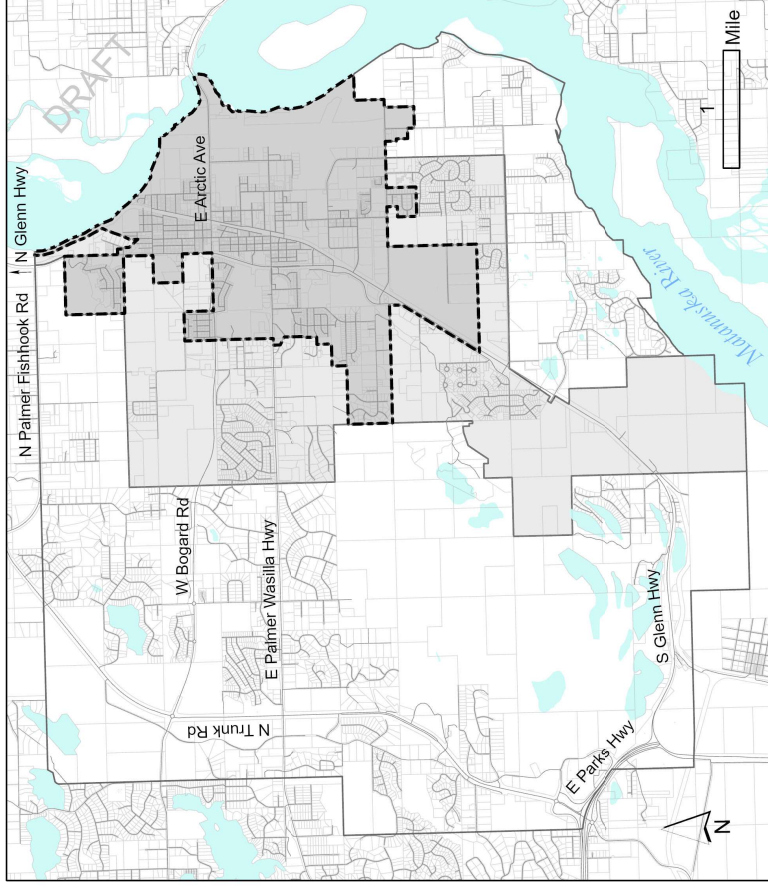 DRAFT
N Glenn Hwy
N Palmer Fishhook Rd
E Arctic Ave
W Bogard Rd
E Palmer Wasilla Hwy
N Trunk Rd
Matanuska River
S Glenn Hwy
E Parks Hwy
1
Mile
N